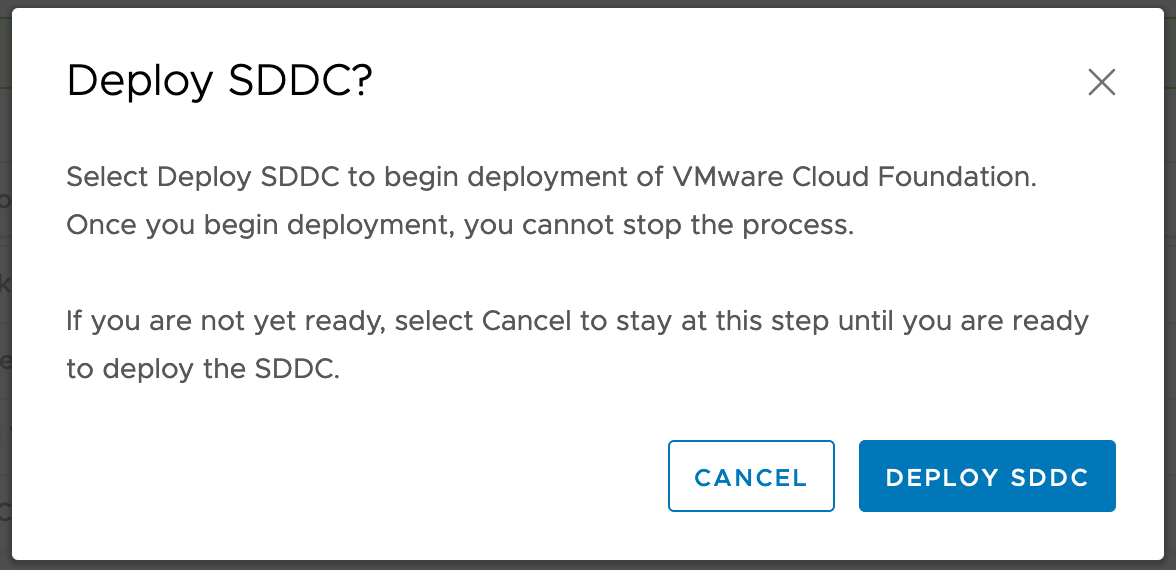 Deploy SDDC?
Select Deploy SDDC to begin deployment of VMware Cloud Foundation.
Once you begin deployment, you cannot stop the process.
If you are not yet ready, select Cancel to stay at this step until you are ready
to deploy the SDDC.
CANCEL
DEPLOY SDDC